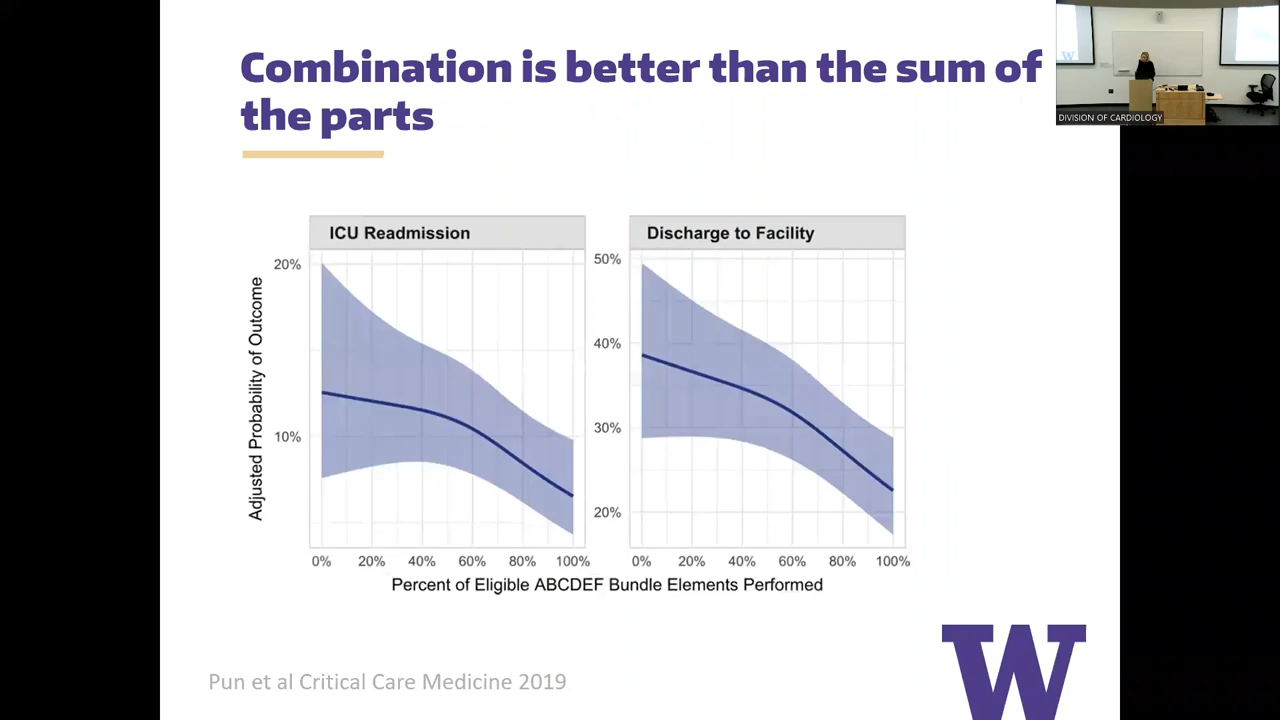 Combination is better than the sum of
the parts
DIVISION OF CARDIOLOGY
ICU Readmission
Discharge to Facility
Adjusted Probability of Outcome
20%
10%
50%
40%
30%
20%
0% 20% 40% 60% 80% 100%
0% 20% 40% 60% 80% 100%
Percent of Eligible ABCDEF Bundle Elements Performed
Pun et al Critical Care Medicine 2019
W